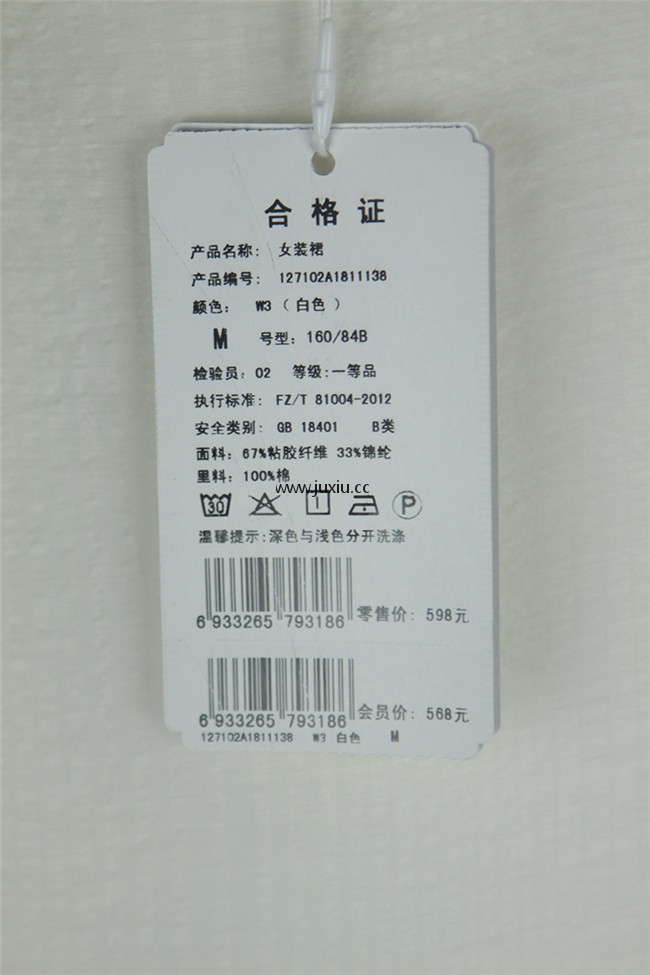 合格证
产品名称: 女装裙
产品编号: 127102A1811138
颜色: W3 ( 白色 )
M 号型: 160/84B
检验员: 02 等级:一等品
执行标准: FZ/T 81004-2012
安全类别: GB 18401 B类
面料: 67%粘胶纤维 33%锦纶
里料: 100%棉
www.juxiu.cc
30 1 P
温馨提示:深色与浅色分开洗涤
6 933265 793186 零售价: 598元
6 933265 793186 会员价: 568元
127102A1811138 W3 白色 M